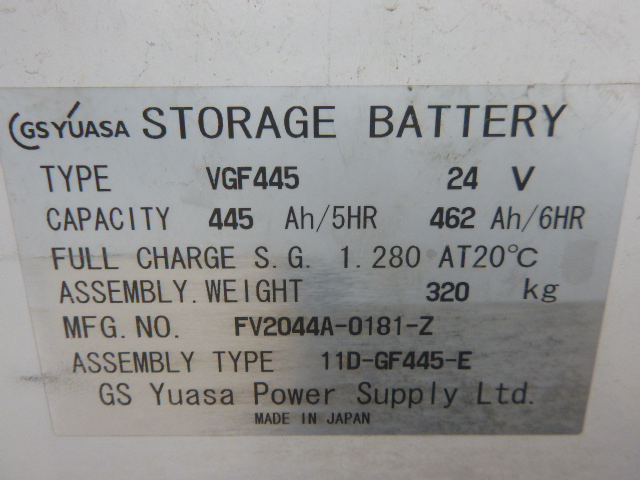 GS YUASA STORAGE BATTERY
TYPE VGF445 24 V
CAPACITY 445 Ah/5HR 462 Ah/6HR
FULL CHARGE S.G. 1.280 AT20℃
ASSEMBLY.WEIGHT 320 kg
MFG.NO. FV2044A-0181-Z
ASSEMBLY TYPE 11D-GF445-E
GS Yuasa Power Supply Ltd.
MADE IN JAPAN